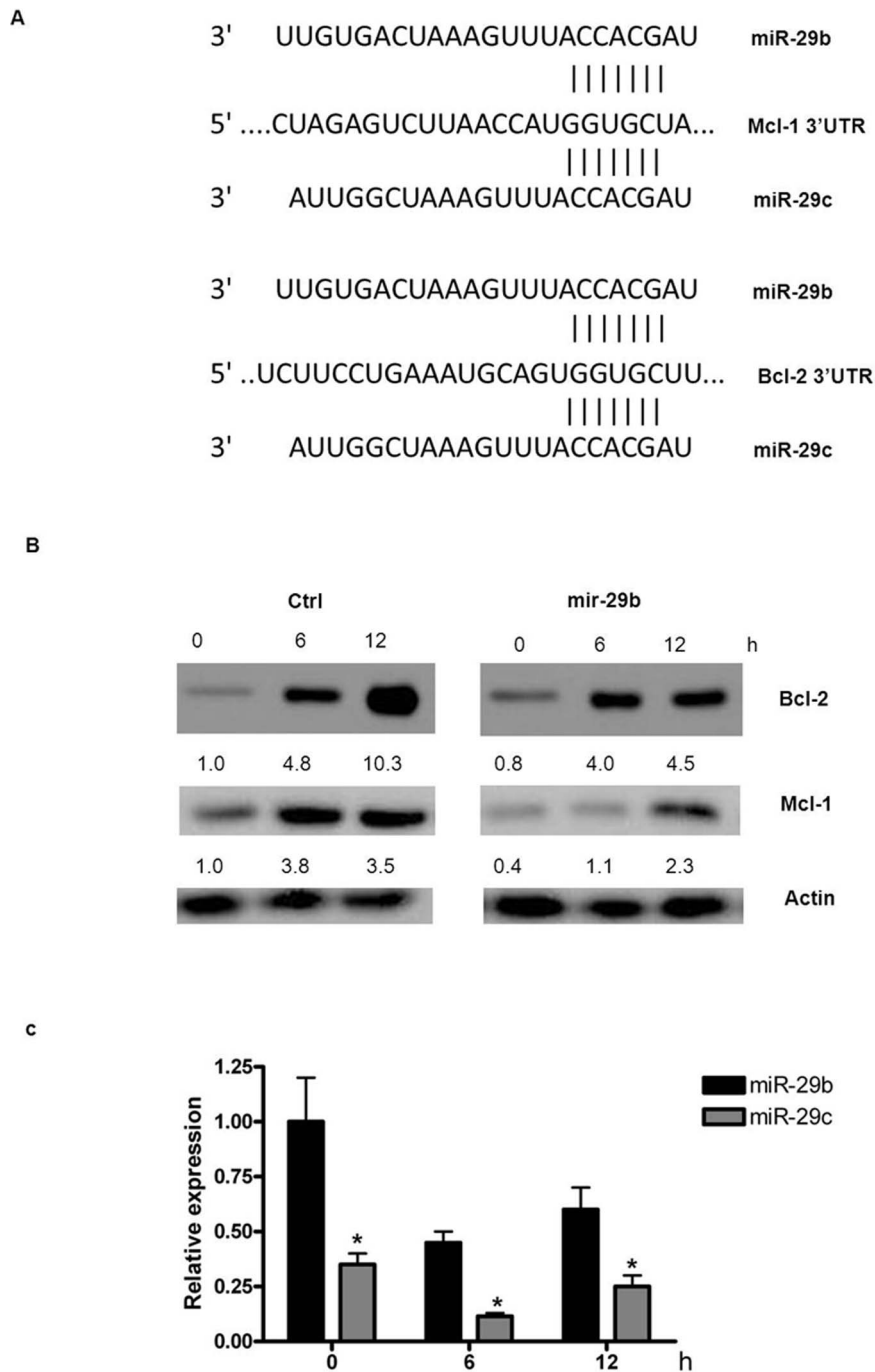 A
3' UUGUGACUAAAGUUUACCACGAU miR-29b
|||||||
5' ....CUAGAGUCUUAACCAUGGUGCUA... Mcl-1 3'UTR
|||||||
3' AUUGGCUAAAGUUUACCACGAU miR-29c
3' UUGUGACUAAAGUUUACCACGAU miR-29b
|||||||
5' ..UCUUCCUGAAAUGCAGUGGUGCUU... Bcl-2 3'UTR
|||||||
3' AUUGGCUAAAGUUUACCACGAU miR-29c
B
Ctrl mir-29b
0 6 12 0 6 12 h
Bcl-2
1.0 4.8 10.3 0.8 4.0 4.5
Mcl-1
1.0 3.8 3.5 0.4 1.1 2.3
Actin
c
Relative expression
1.25
1.00
0.75
0.50
0.25
0.00
* * *
0 6 12 h
miR-29b
miR-29c